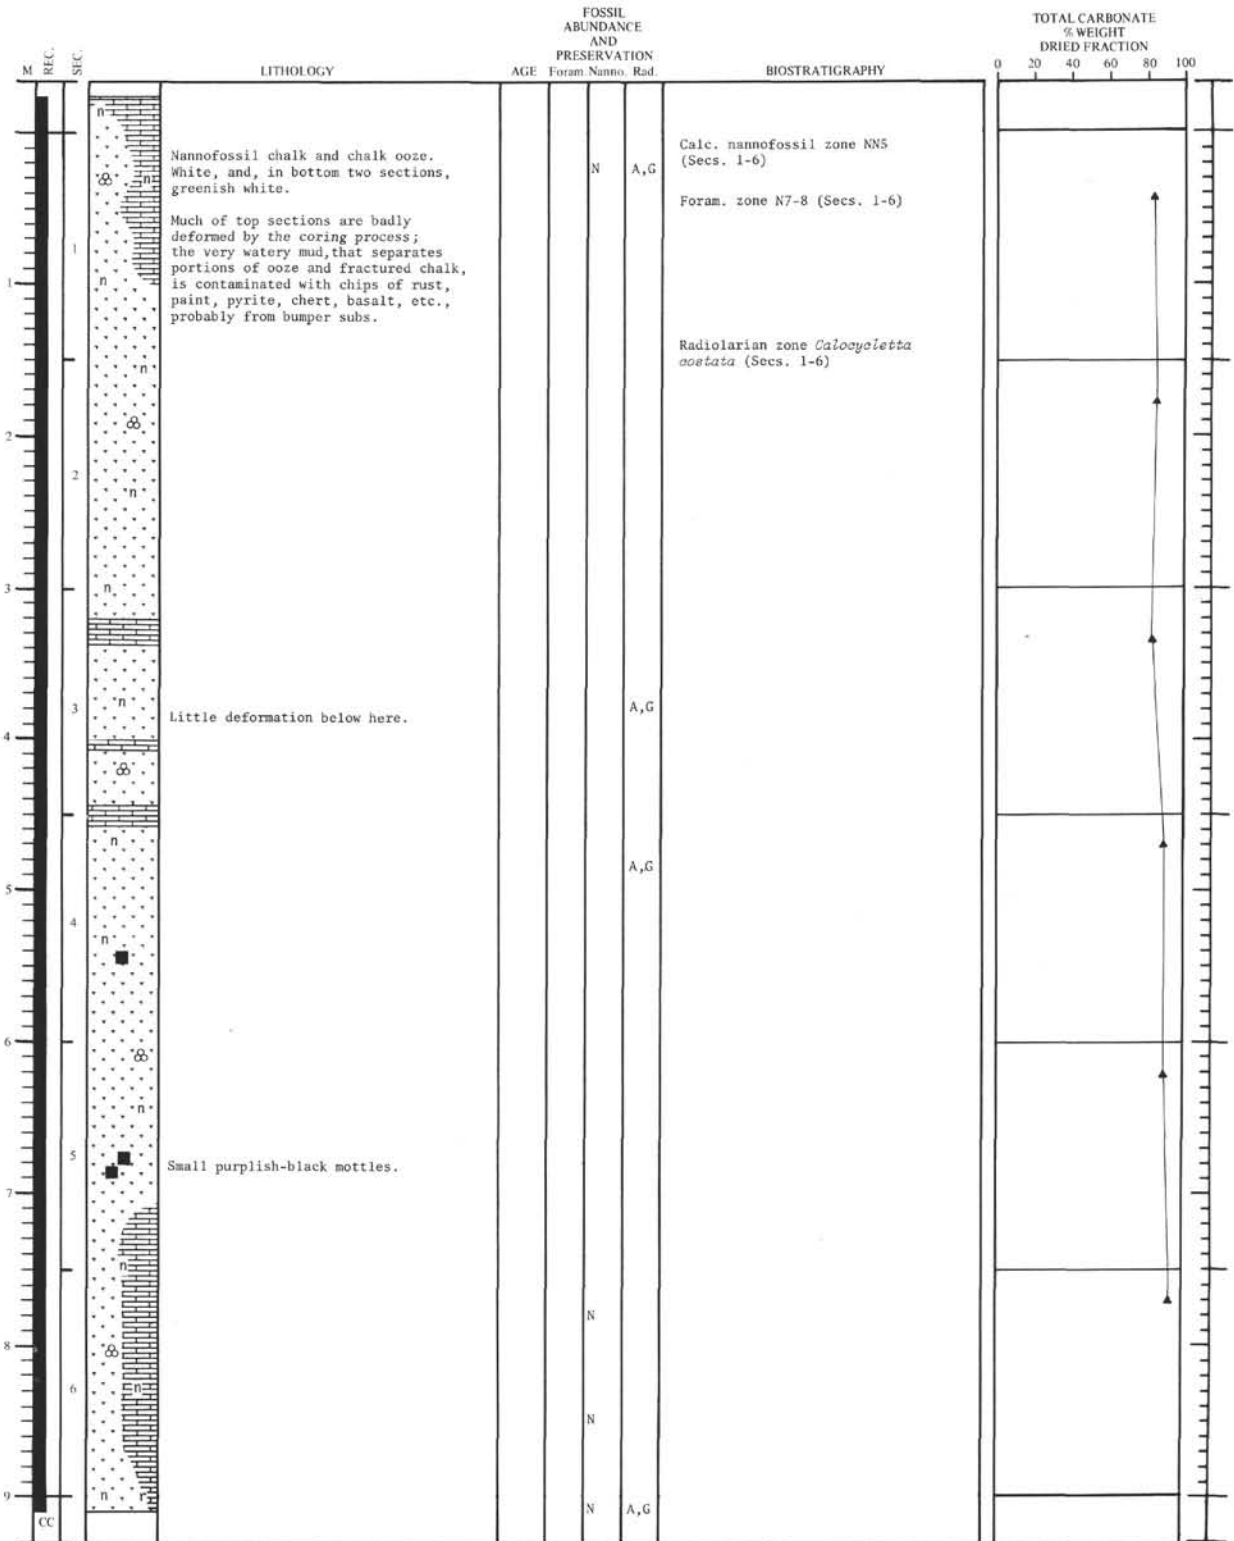 FOSSIL
ABUNDANCE
AND
PRESERVATION
TOTAL CARBONATE
% WEIGHT
DRIED FRACTION
M REC. SEC. LITHOLOGY AGE Foram. Nanno. Rad. BIOSTRATIGRAPHY 0 20 40 60 80 100
n
Nannofossil chalk and chalk ooze.
White, and, in bottom two sections,
greenish white.
n
N A,G
Calc. nannofossil zone NN5
(Secs. 1-6)
Foram. zone N7-8 (Secs. 1-6)
Much of top sections are badly
deformed by the coring process;
the very watery mud, that separates
portions of ooze and fractured chalk,
is contaminated with chips of rust,
paint, pyrite, chert, basalt, etc.,
probably from bumper subs.
1
1
n
Radiolarian zone Calocycletta
costata (Secs. 1-6)
n
2
2
n
3
n
n
3
Little deformation below here.
A,G
4
n
A,G
5
4
n
6
n
5
Small purplish-black mottles.
7
n
N
8
6
n
N
9
n r
N A,G
CC